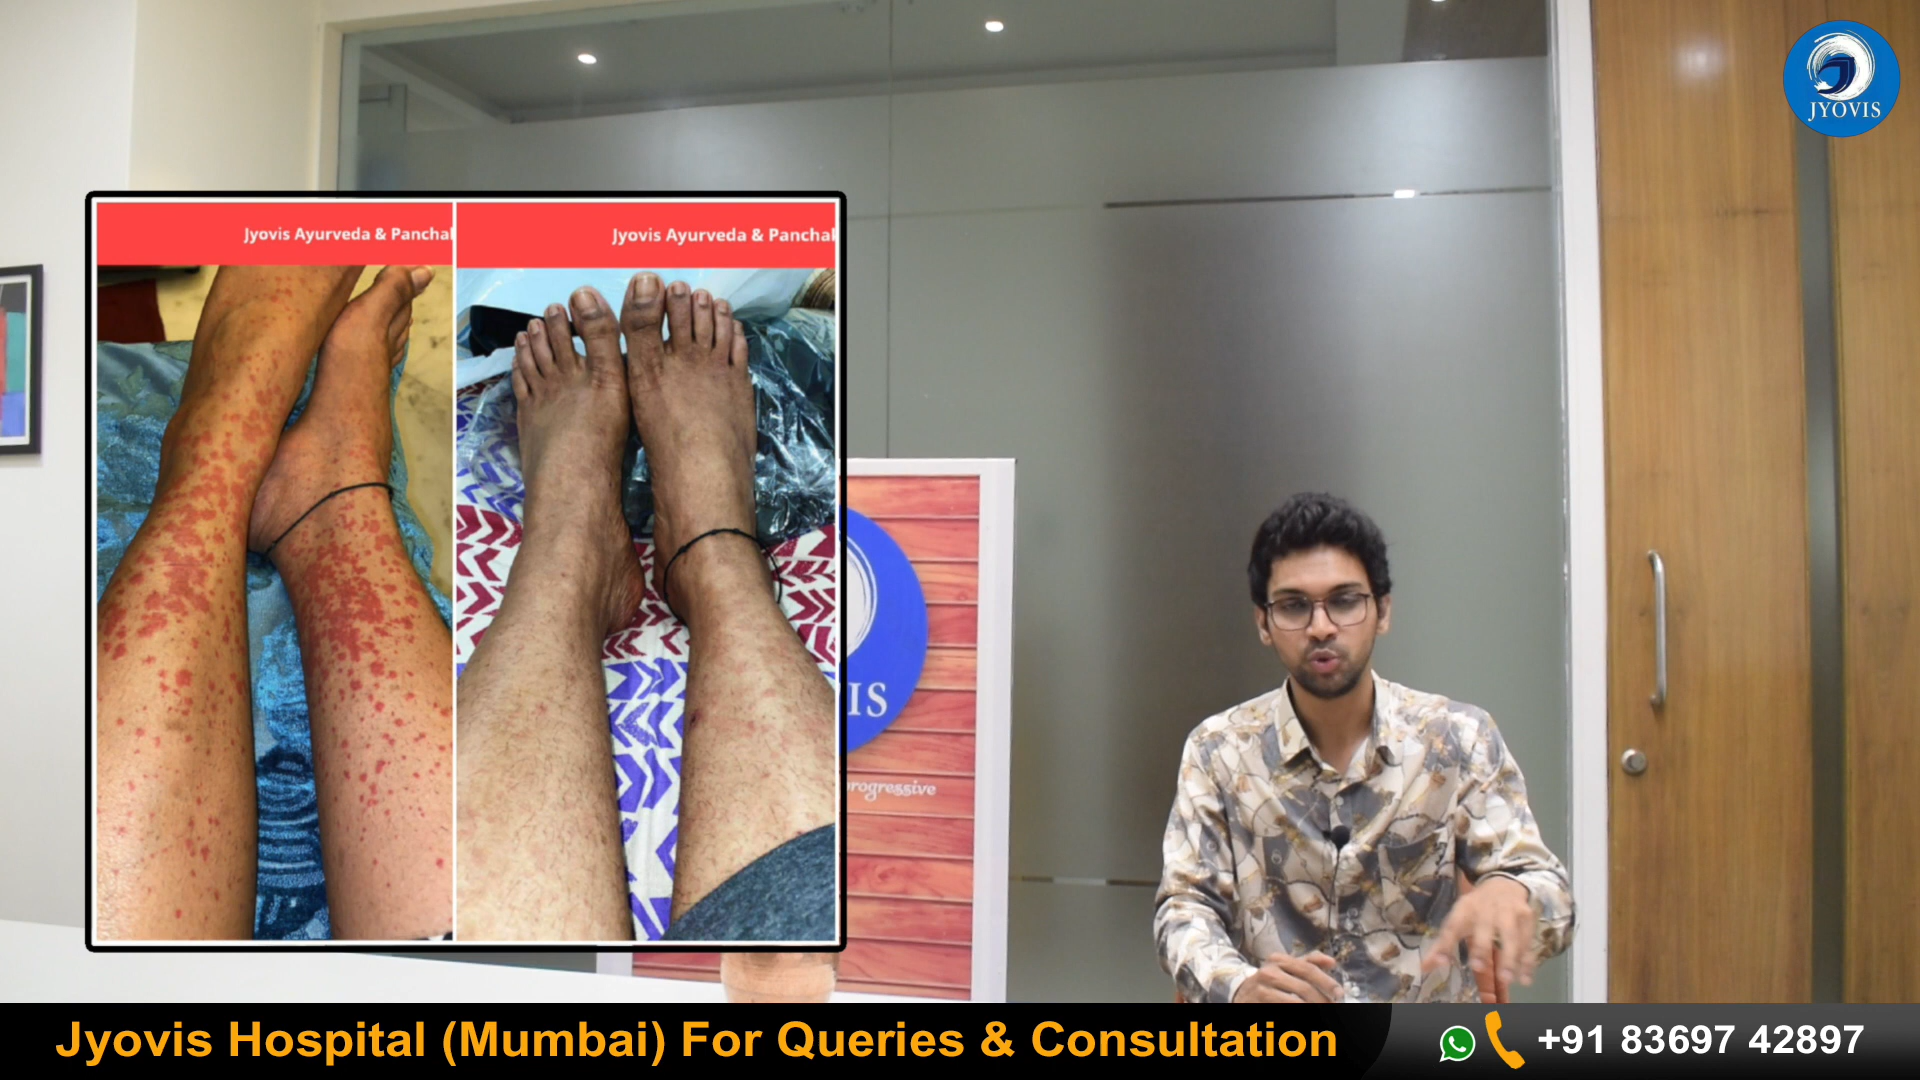 JYOVIS
Jyovis Ayurveda & Panchal
Jyovis Ayurveda & Panchal
IS
rogressive
Jyovis Hospital (Mumbai) For Queries & Consultation
+91 83697 42897